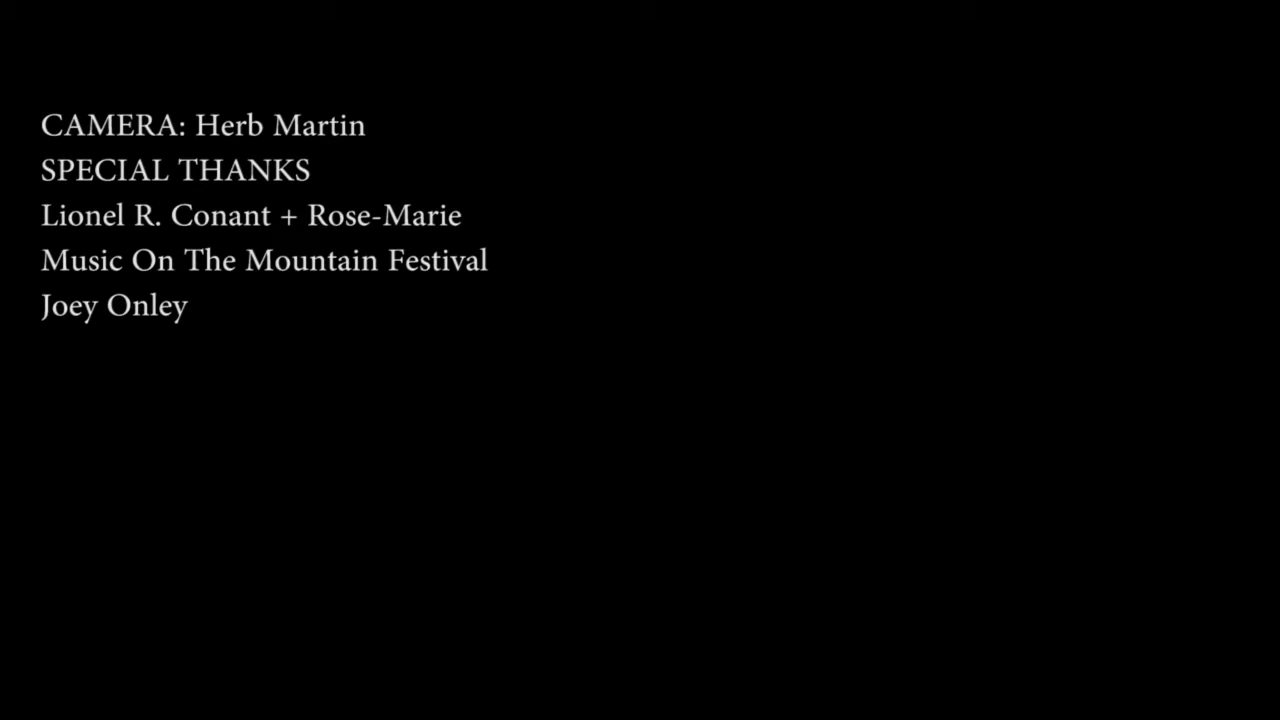 CAMERA: Herb Martin
SPECIAL THANKS
Lionel R. Conant + Rose-Marie
Music On The Mountain Festival
Joey Onley